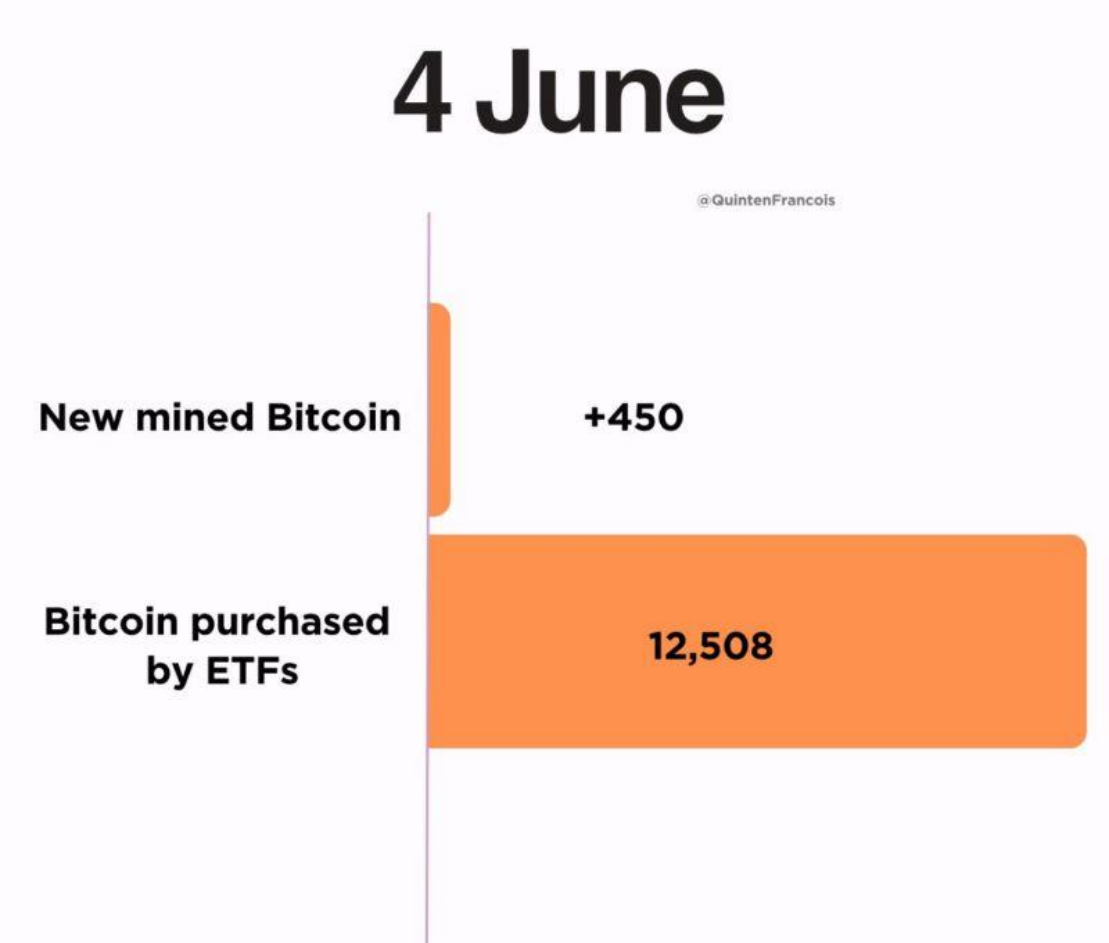 4 June
@QuintenFrancois
New mined Bitcoin
+450
Bitcoin purchased
by ETFs
12,508